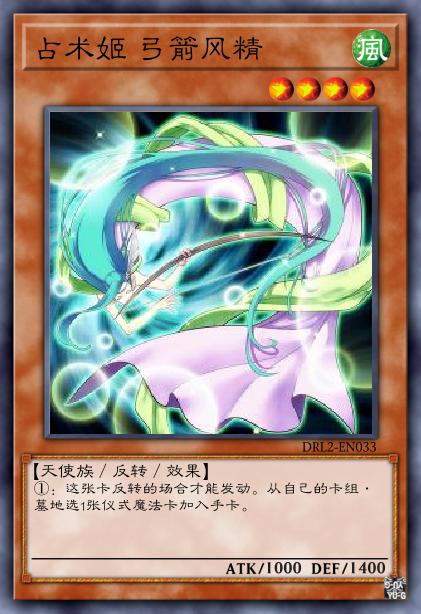 占术姬 弓箭风精
風
DRL2-EN033
【天使族／反转／效果】
①：这张卡反转的场合才能发动。从自己的卡组·
墓地选1张仪式魔法卡加入手卡。
ATK/1000 DEF/1400